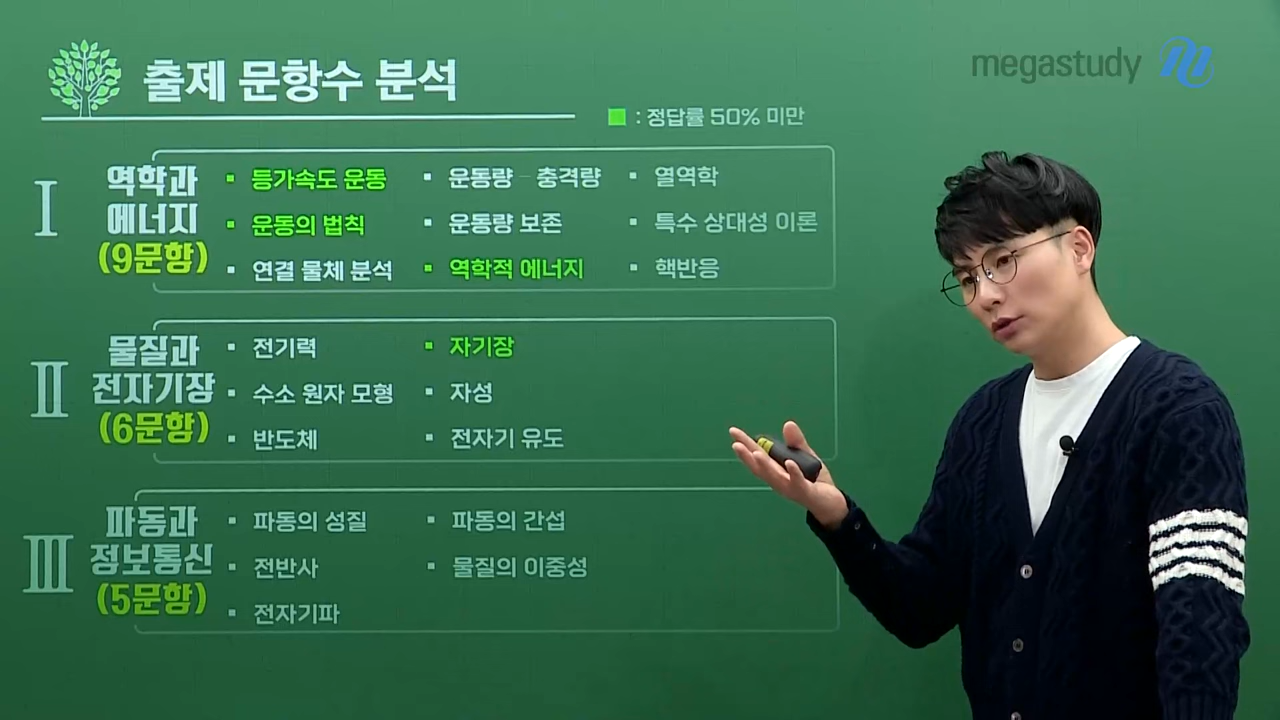 출제 문항수 분석
megastudy
: 정답률 50% 미만
Ⅰ
역학과
에너지
(9문항)
등가속도 운동
운동량 - 충격량
열역학
운동의 법칙
운동량 보존
특수 상대성 이론
연결 물체 분석
역학적 에너지
핵반응
Ⅱ
물질과
전자기장
(6문항)
전기력
자기장
수소 원자 모형
자성
반도체
전자기 유도
Ⅲ
파동과
정보통신
(5문항)
파동의 성질
파동의 간섭
전반사
물질의 이중성
전자기파